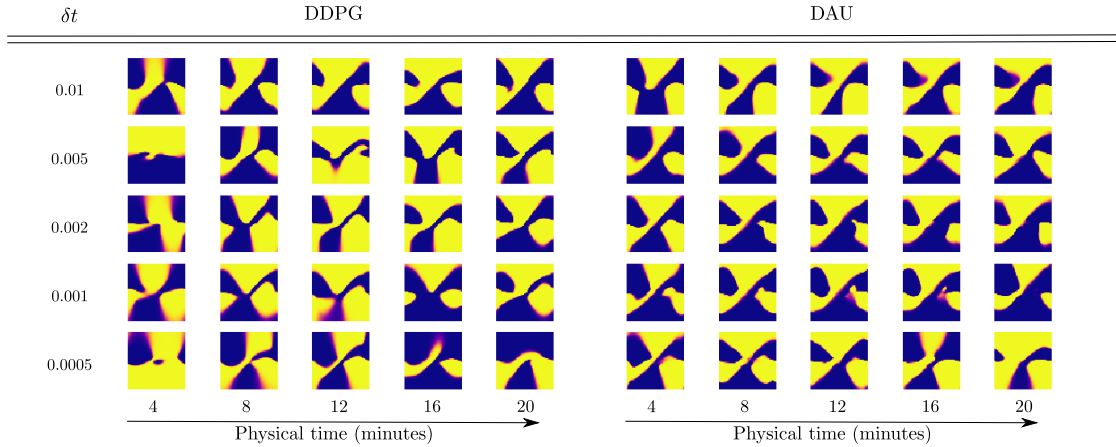 δt DDPG DAU
0.01
0.005
0.002
0.001
0.0005
4 8 12 16 20 4 8 12 16 20
Physical time (minutes) Physical time (minutes)